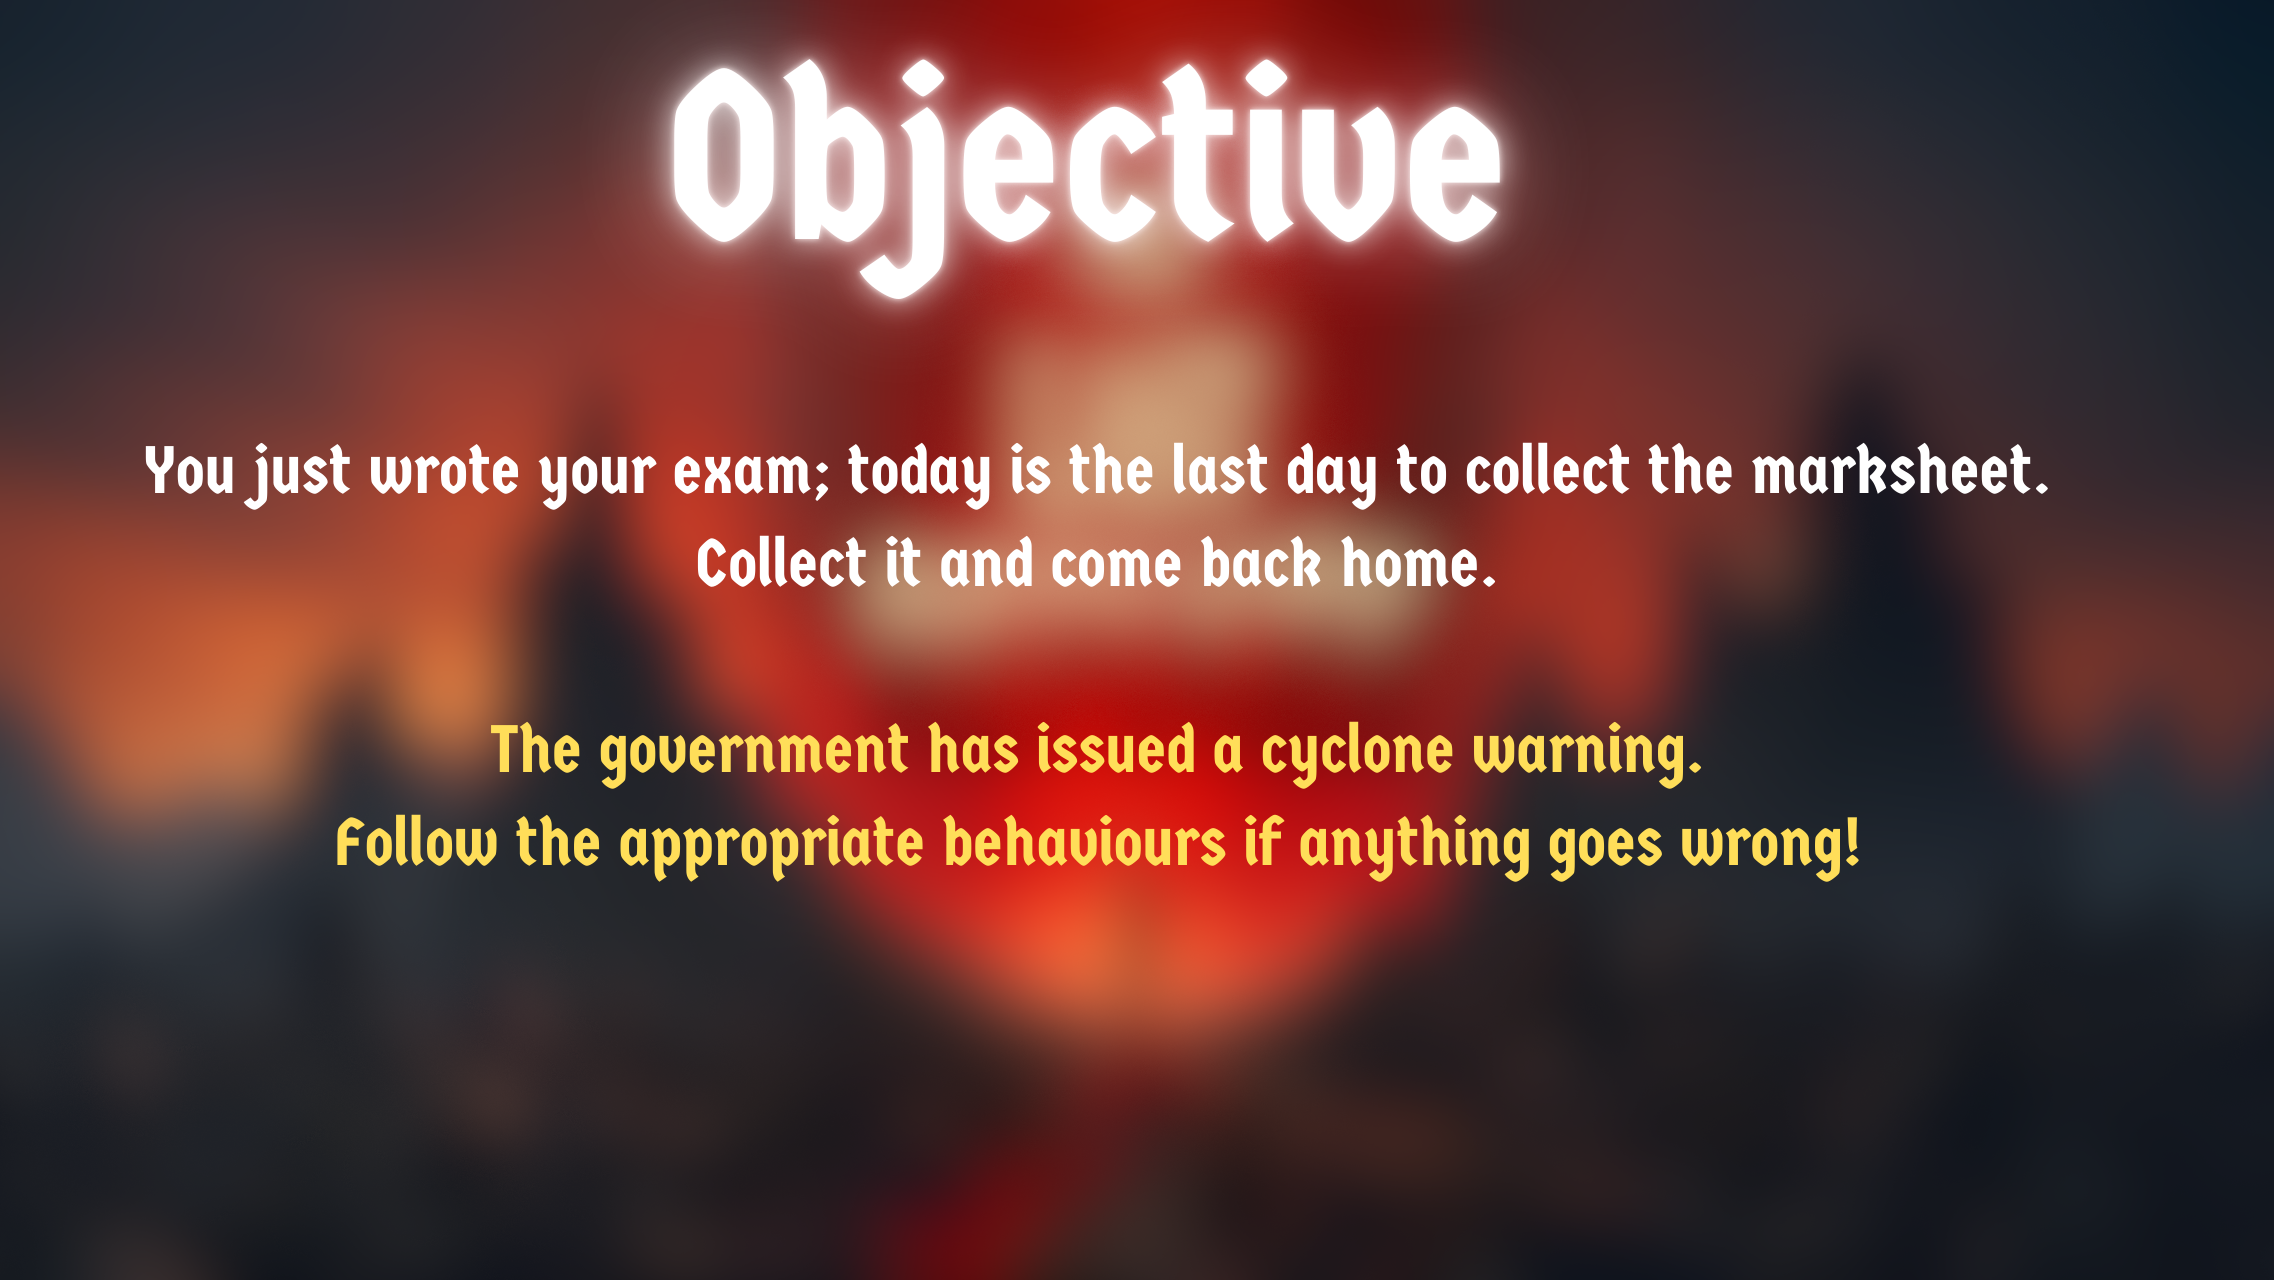 Objective
You just wrote your exam; today is the last day to collect the marksheet.
Collect it and come back home.
The government has issued a cyclone warning.
Follow the appropriate behaviours if anything goes wrong!